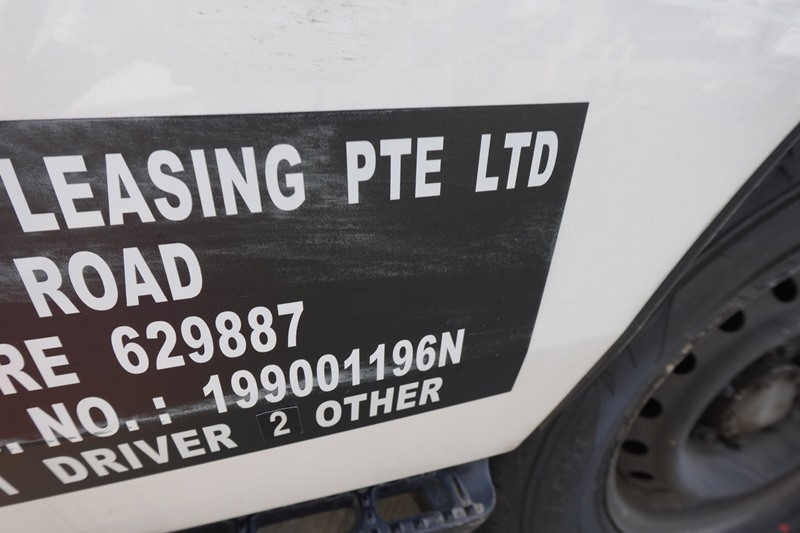 LEASING PTE LTD
ROAD
RE 629887
. NO. : 199001196N
DRIVER 2 OTHER